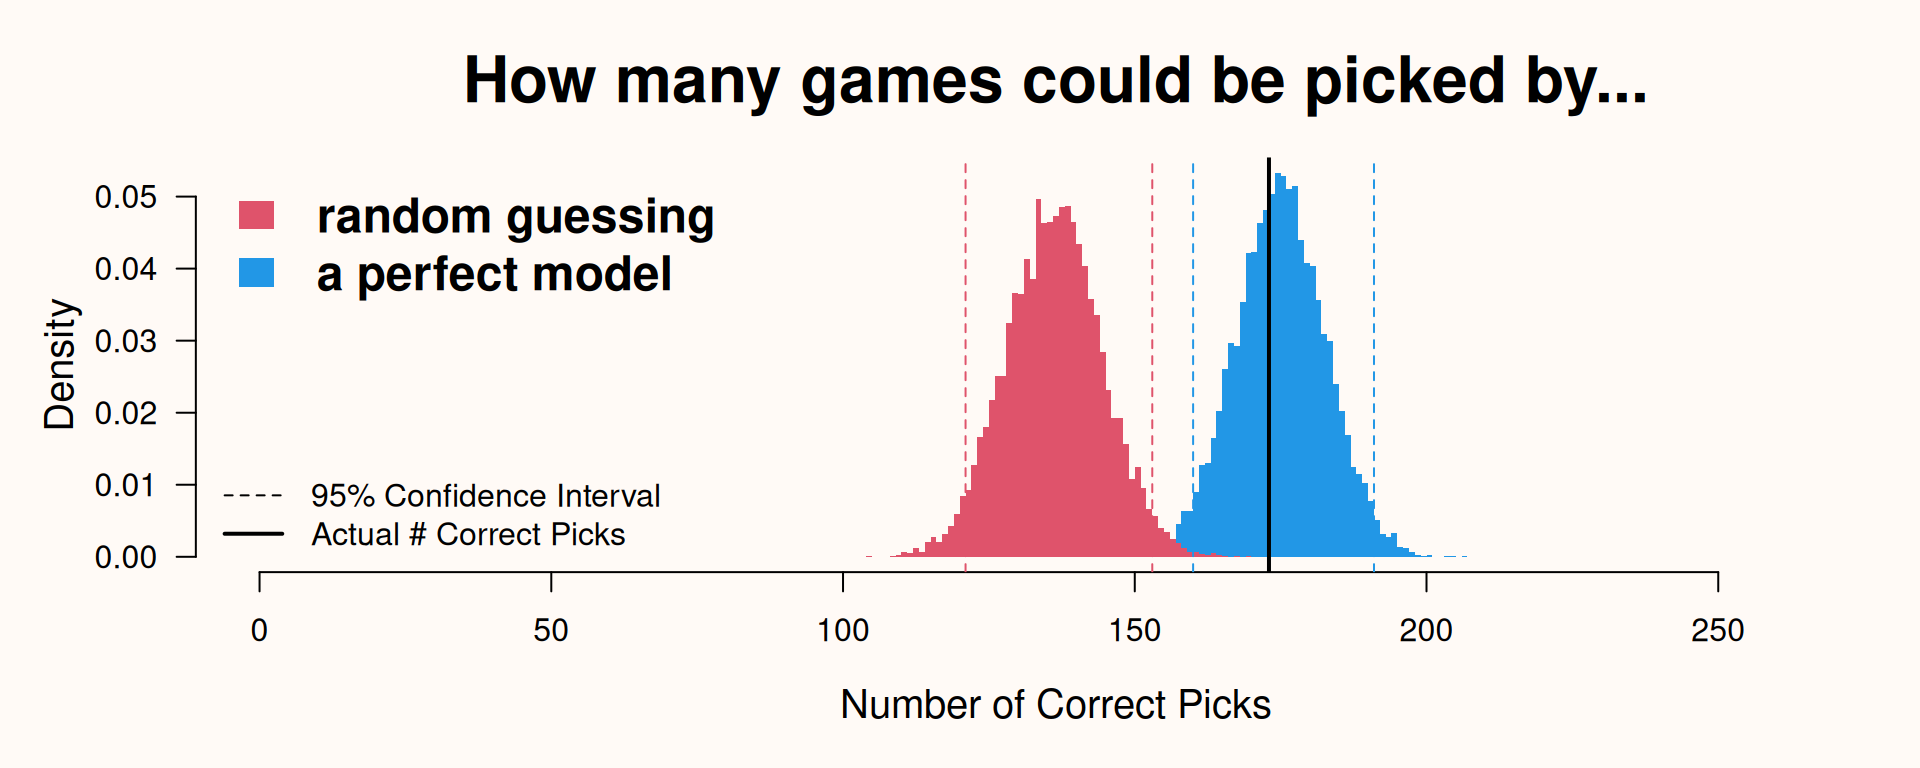 How many games could be picked by...
random guessing
a perfect model
95% Confidence Interval
Actual # Correct Picks
Density
0.05
0.04
0.03
0.02
0.01
0.00
0 50 100 150 200 250
Number of Correct Picks